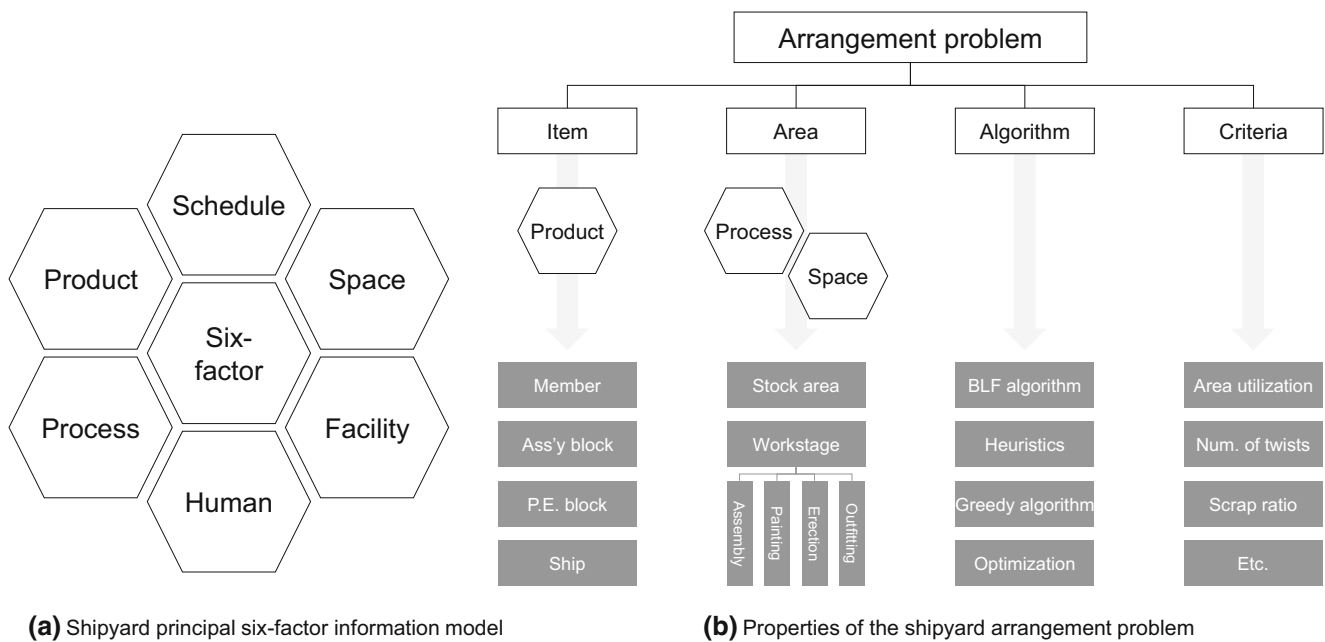 Schedule
Product
Space
Six-
factor
Process
Facility
Human
(a) Shipyard principal six-factor information model
Arrangement problem
Item
Area
Algorithm
Criteria
Product
Process
Space
Member
Ass'y block
P.E. block
Ship
Stock area
Workstage
Assembly
Painting
Erection
Outfitting
BLF algorithm
Heuristics
Greedy algorithm
Optimization
Area utilization
Num. of twists
Scrap ratio
Etc.
(b) Properties of the shipyard arrangement problem